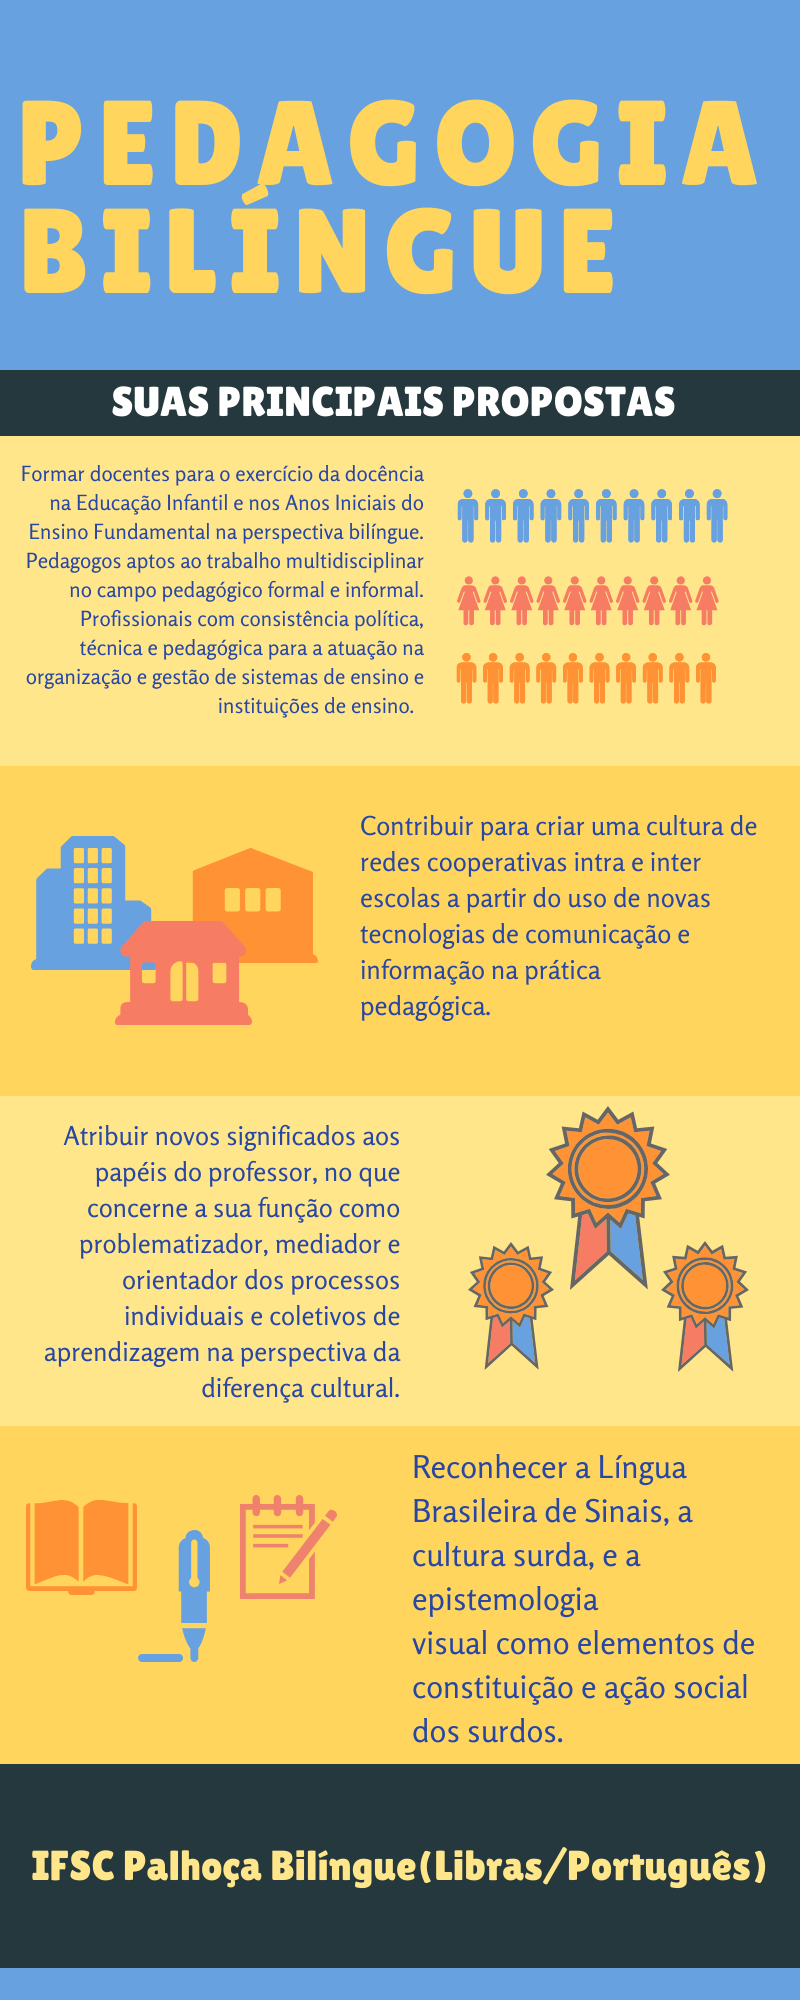 PEDAGOGIA
BILÍNGUE
SUAS PRINCIPAIS PROPOSTAS
Formar docentes para o exercício da docência
na Educação Infantil e nos Anos Iniciais do
Ensino Fundamental na perspectiva bilíngue.
Pedagogos aptos ao trabalho multidisciplinar
no campo pedagógico formal e informal.
Profissionais com consistência política,
técnica e pedagógica para a atuação na
organização e gestão de sistemas de ensino e
instituições de ensino.
Contribuir para criar uma cultura de
redes cooperativas intra e inter
escolas a partir do uso de novas
tecnologias de comunicação e
informação na prática
pedagógica.
Atribuir novos significados aos
papéis do professor, no que
concerne a sua função como
problematizador, mediador e
orientador dos processos
individuais e coletivos de
aprendizagem na perspectiva da
diferença cultural.
Reconhecer a Língua
Brasileira de Sinais, a
cultura surda, e a
epistemologia
visual como elementos de
constituição e ação social
dos surdos.
IFSC Palhoça Bilíngue(Libras/Português)